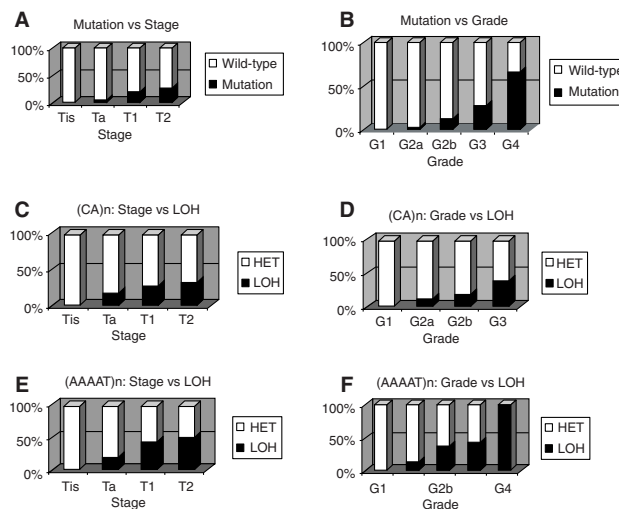 A
Mutation vs Stage
100%
50%
0%
Tis Ta T1 T2
Stage
Wild-type
Mutation
B
Mutation vs Grade
100%
50%
0%
G1 G2a G2b G3 G4
Grade
Wild-type
Mutation
C
(CA)n: Stage vs LOH
100%
50%
0%
Tis Ta T1 T2
Stage
HET
LOH
D
(CA)n: Grade vs LOH
100%
50%
0%
G1 G2a G2b G3
Grade
HET
LOH
E
(AAAAT)n: Stage vs LOH
100%
50%
0%
Tis Ta T1 T2
Stage
HET
LOH
F
(AAAAT)n: Grade vs LOH
100%
50%
0%
G1 G2b G4
Grade
HET
LOH